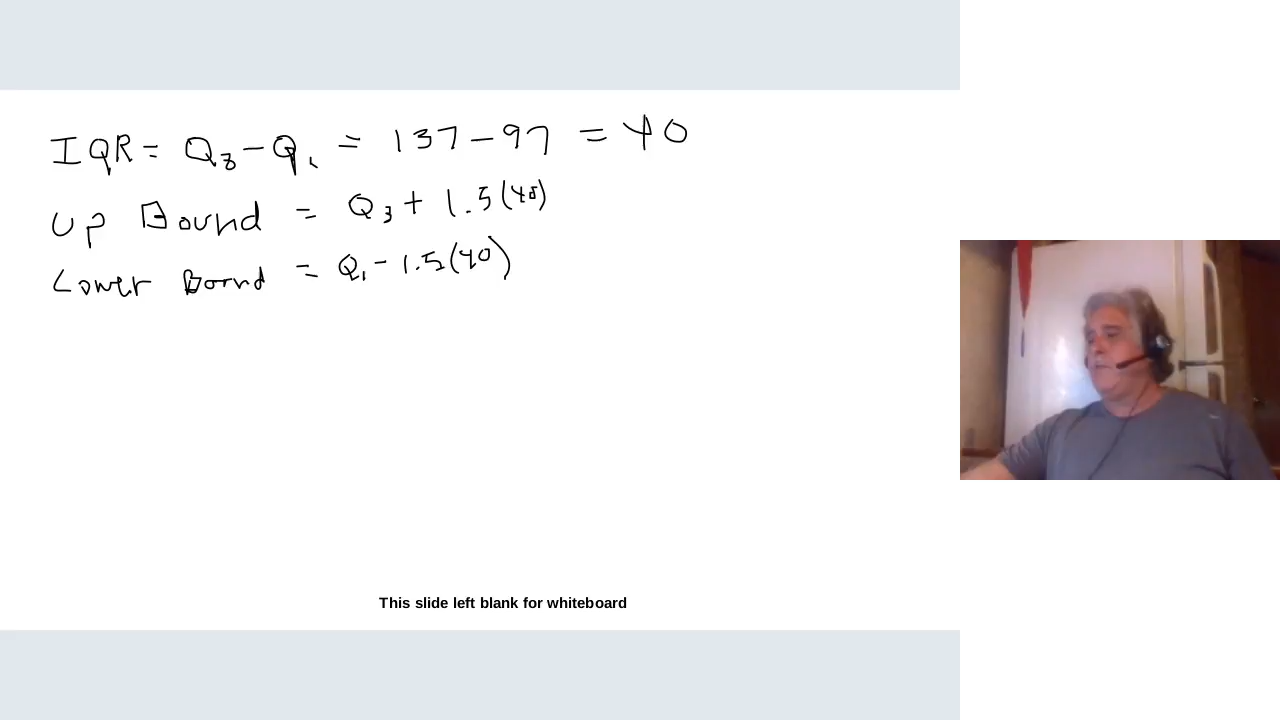 IQR = Q3 - Q1 = 137 - 97 = 40
Up Bound = Q3 + 1.5(40)
Lower Bound = Q1 - 1.5(40)
This slide left blank for whiteboard